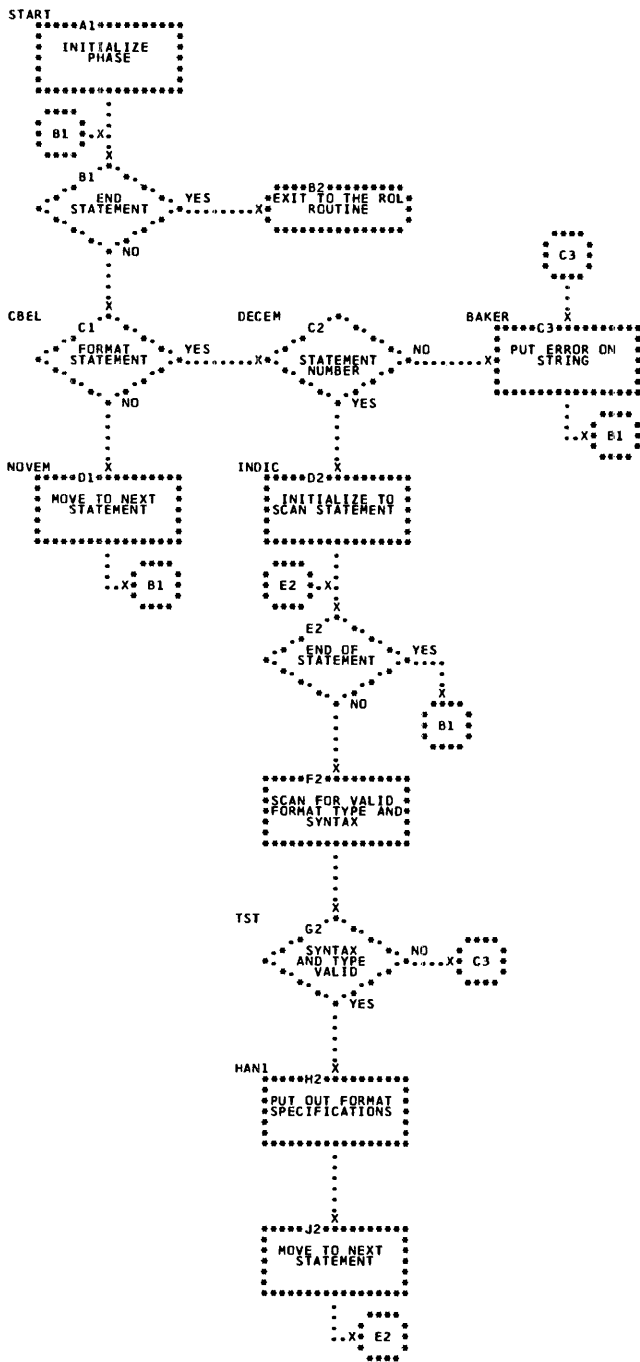 START
A1
INITIALIZE
PHASE
B1
B1
END
STATEMENT
YES
NO
B2
EXIT TO THE ROL
ROUTINE
C3
CBEL
C1
FORMAT
STATEMENT
YES
NO
DECEM
C2
STATEMENT
NUMBER
NO
YES
BAKER
C3
PUT ERROR ON
STRING
B1
NOVEM
D1
MOVE TO NEXT
STATEMENT
B1
INDIC
D2
INITIALIZE TO
SCAN STATEMENT
E2
E2
END OF
STATEMENT
YES
NO
B1
F2
SCAN FOR VALID
FORMAT TYPE AND
SYNTAX
TST
G2
SYNTAX
AND TYPE
VALID
NO
YES
C3
HAN1
H2
PUT OUT FORMAT
SPECIFICATIONS
J2
MOVE TO NEXT
STATEMENT
E2